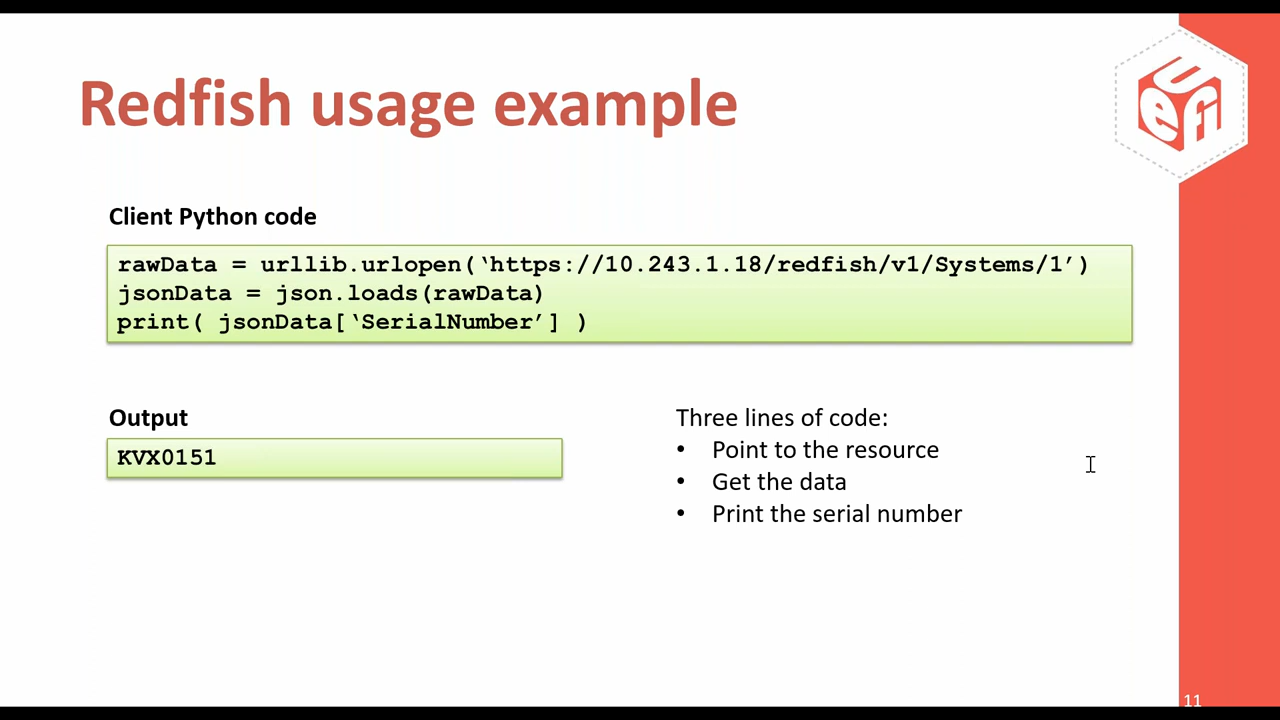 Redfish usage example
UEFI
Client Python code
rawData = urllib.urlopen(‘https://10.243.1.18/redfish/v1/Systems/1’)
jsonData = json.loads(rawData)
print( jsonData[‘SerialNumber’] )
Output
KVX0151
Three lines of code:
• Point to the resource
• Get the data
• Print the serial number
11